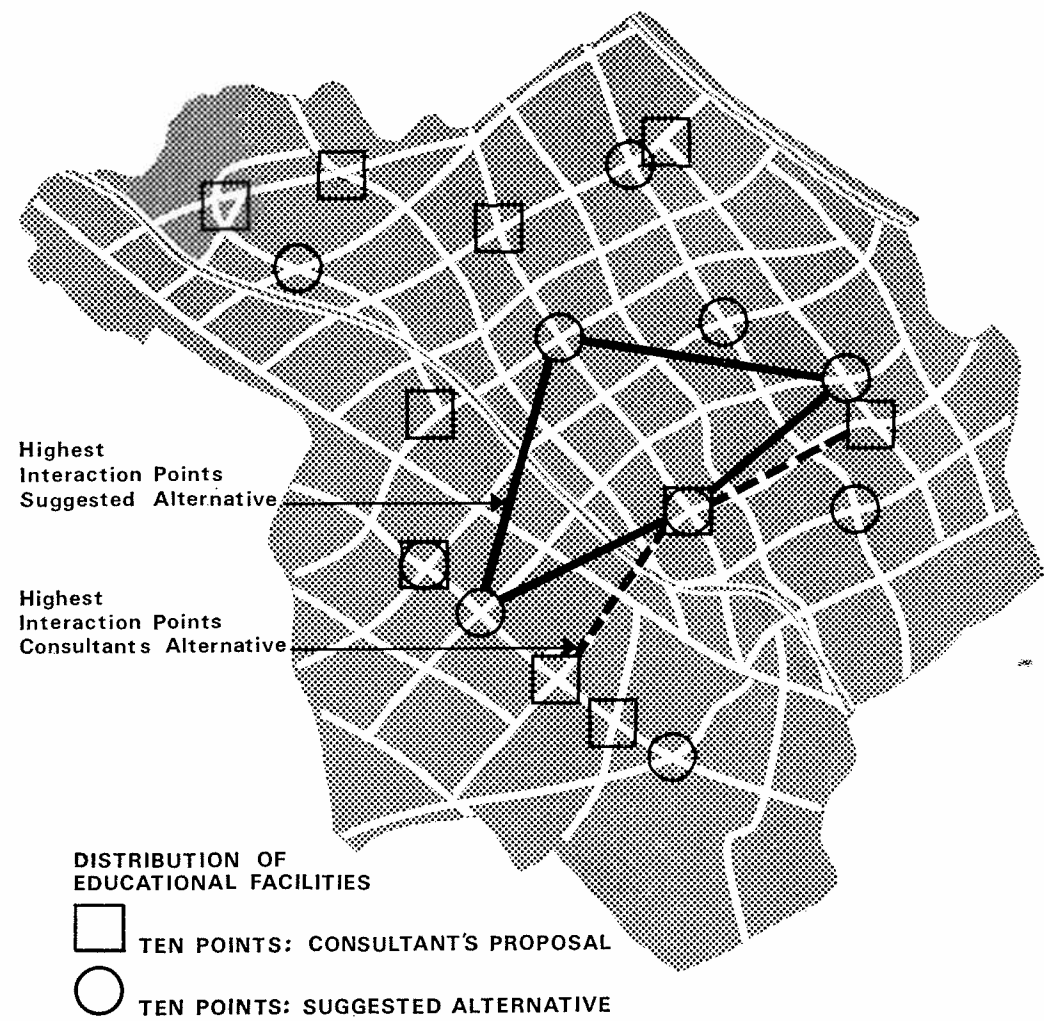 Highest
Interaction Points
Suggested Alternative
Highest
Interaction Points
Consultants Alternative
DISTRIBUTION OF
EDUCATIONAL FACILITIES
TEN POINTS: CONSULTANT'S PROPOSAL
TEN POINTS: SUGGESTED ALTERNATIVE